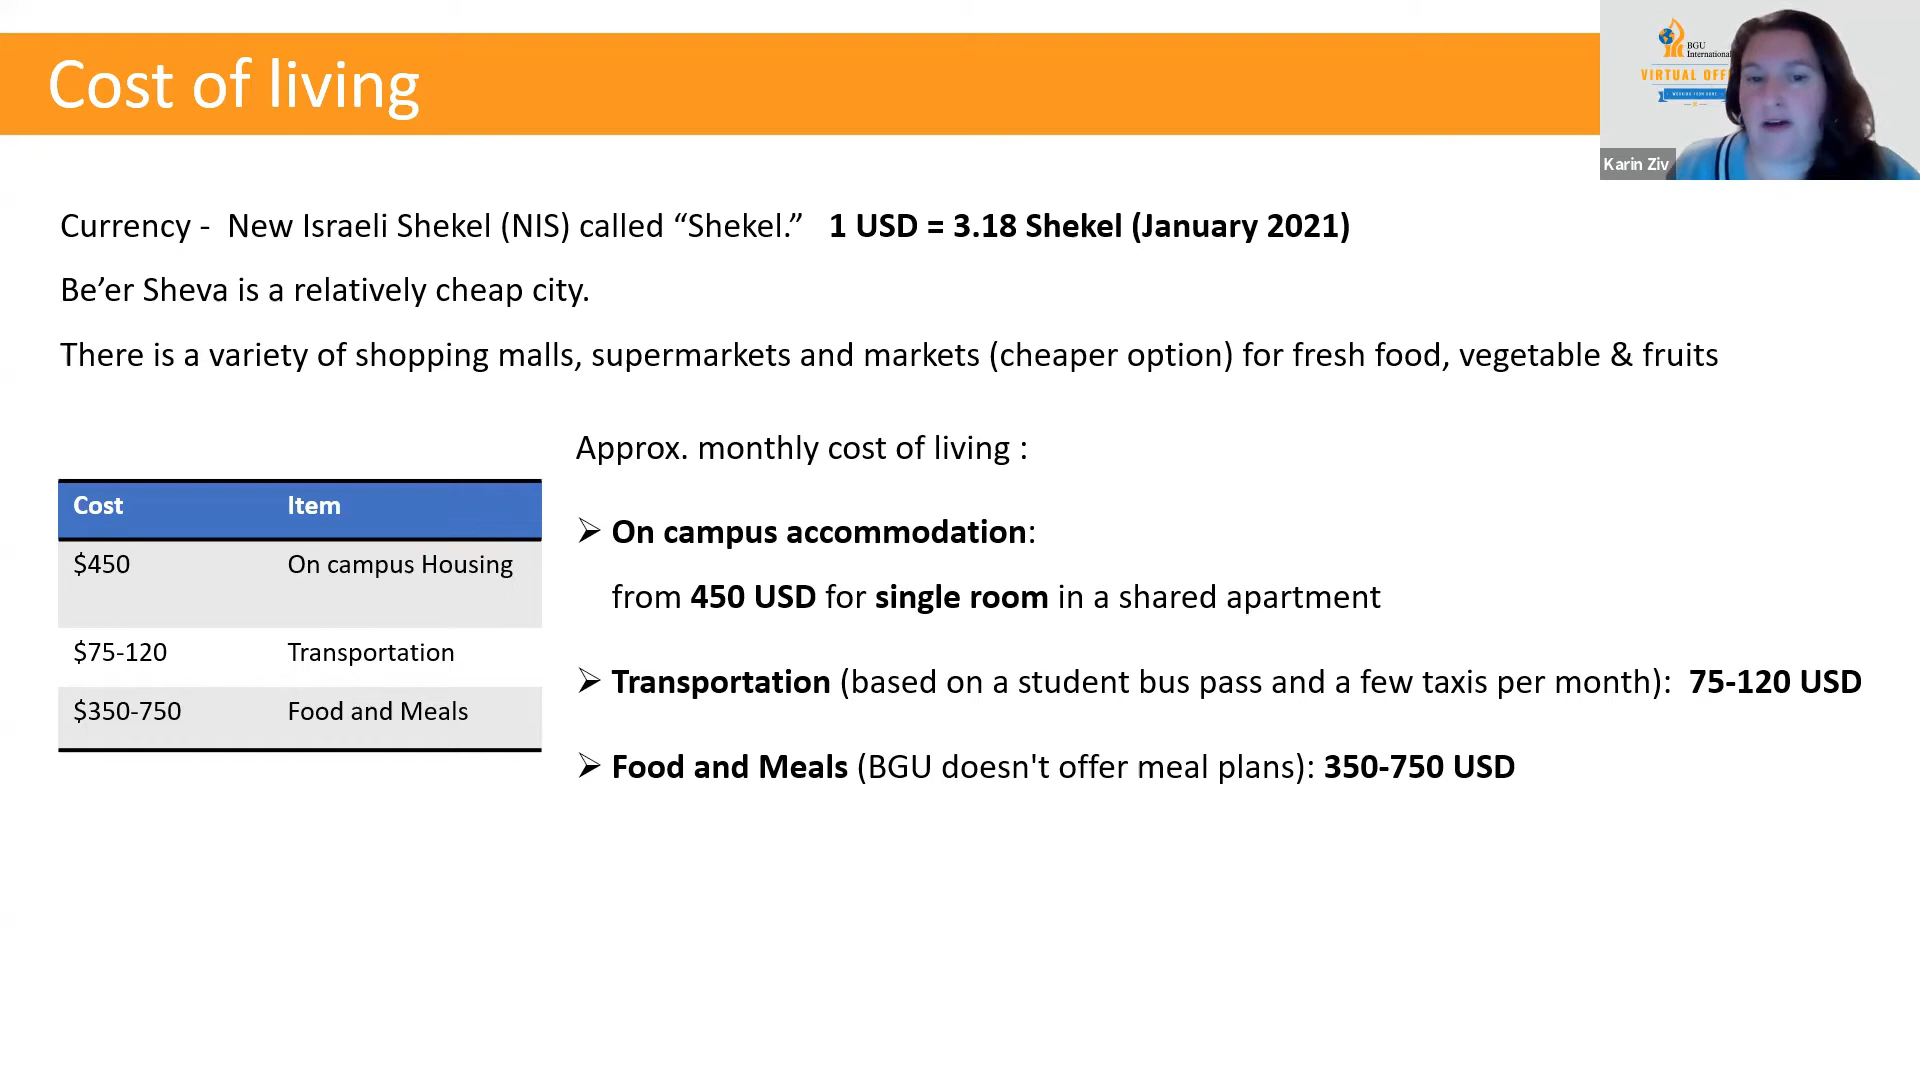 Cost of living
BGU
International
VIRTUAL OFF
WORKING FROM HOME
Karin Ziv
Currency - New Israeli Shekel (NIS) called “Shekel.” 1 USD = 3.18 Shekel (January 2021)
Be’er Sheva is a relatively cheap city.
There is a variety of shopping malls, supermarkets and markets (cheaper option) for fresh food, vegetable & fruits
Cost Item
$450 On campus Housing
$75-120 Transportation
$350-750 Food and Meals
Approx. monthly cost of living :
➢ On campus accommodation:
from 450 USD for single room in a shared apartment
➢ Transportation (based on a student bus pass and a few taxis per month): 75-120 USD
➢ Food and Meals (BGU doesn't offer meal plans): 350-750 USD